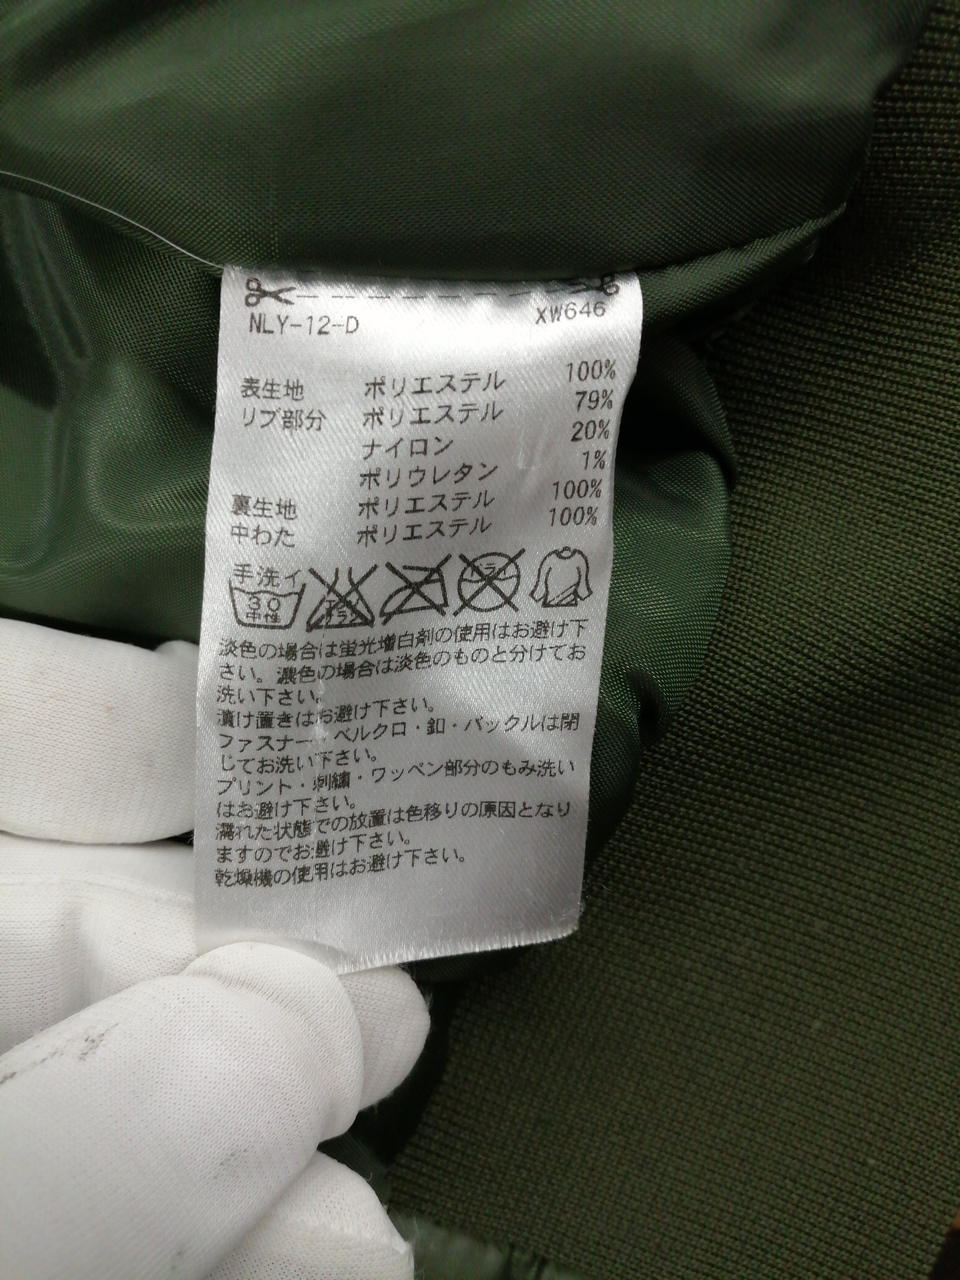 NLY-12-D XW646
表生地 ポリエステル 100%
リブ部分 ポリエステル 79%
ナイロン 20%
ポリウレタン 1%
裏生地 ポリエステル 100%
中わた ポリエステル 100%
手洗イ
30
中性
エンソ
サラシ
ドライ
淡色の場合は蛍光増白剤の使用はお避け下
さい。濃色の場合は淡色のものと分けてお
洗い下さい。
漬け置きはお避け下さい。
ファスナー・ベルクロ・釦・バックルは閉
じてお洗い下さい。
プリント・刺繍・ワッペン部分のもみ洗い
はお避け下さい。
濡れた状態での放置は色移りの原因となり
ますのでお避け下さい。
乾燥機の使用はお避け下さい。